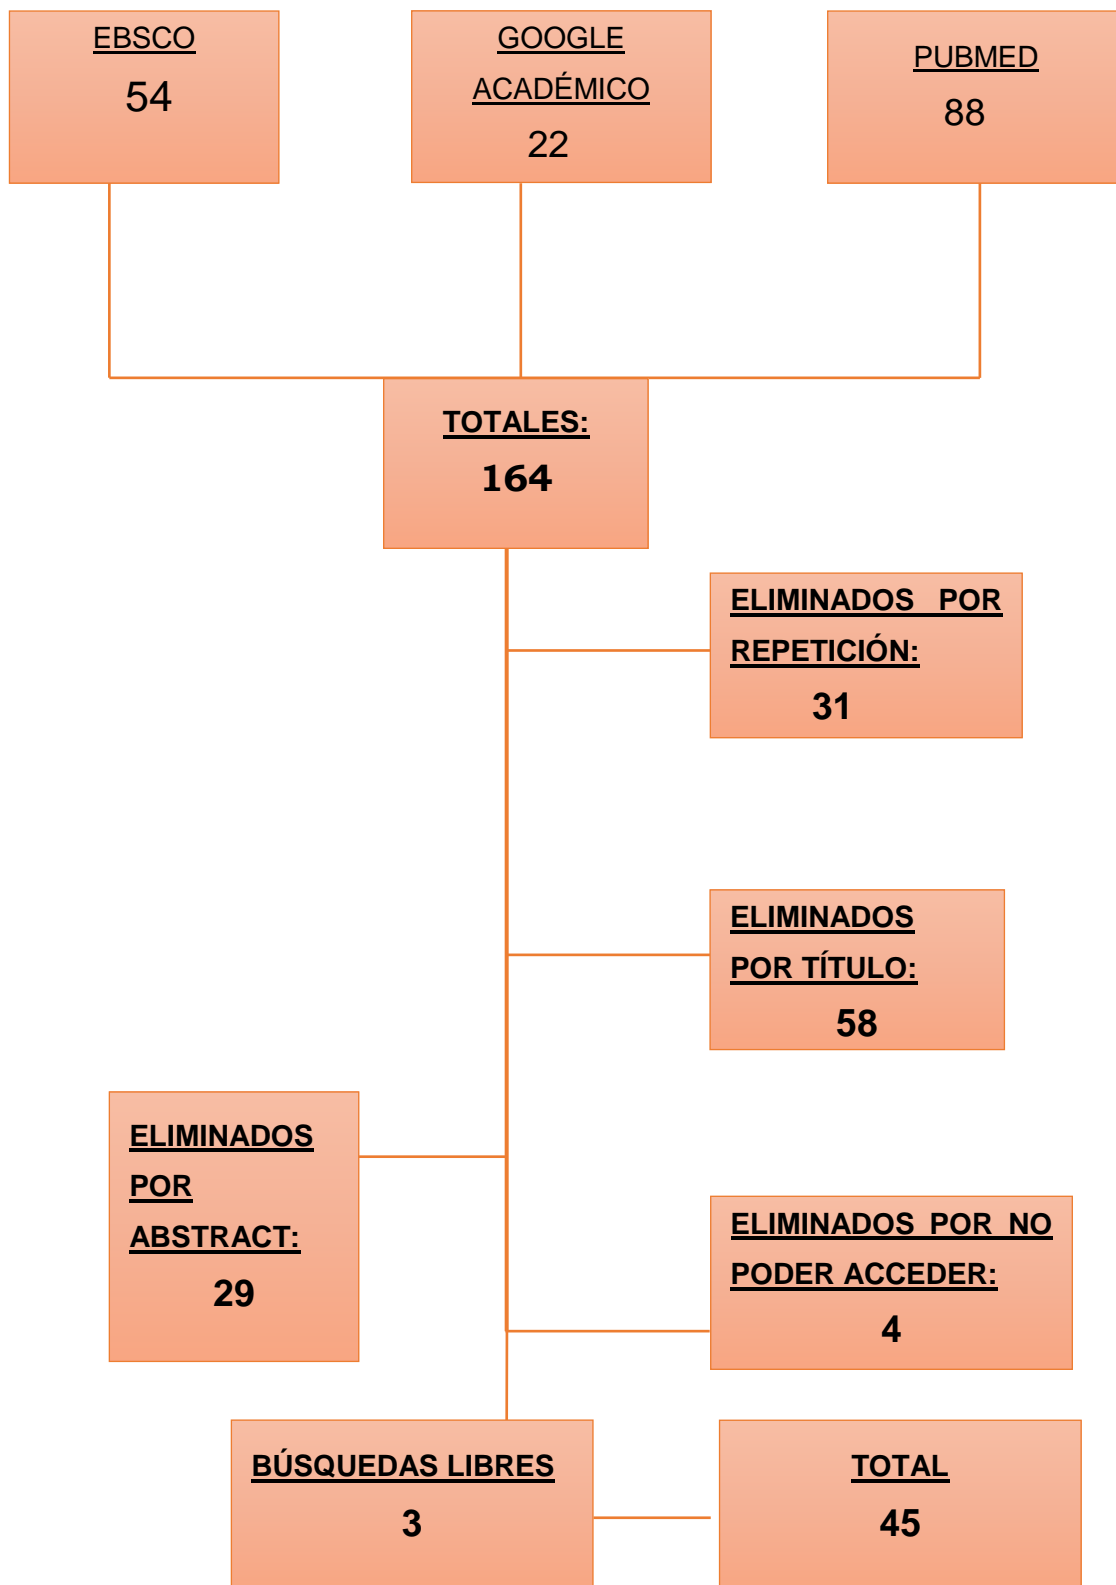 EBSCO
54
GOOGLE
ACADÉMICO
22
PUBMED
88
TOTALES:
164
ELIMINADOS POR
REPETICIÓN:
31
ELIMINADOS
POR TÍTULO:
58
ELIMINADOS
POR
ABSTRACT:
29
ELIMINADOS POR NO
PODER ACCEDER:
4
BÚSQUEDAS LIBRES
3
TOTAL
45